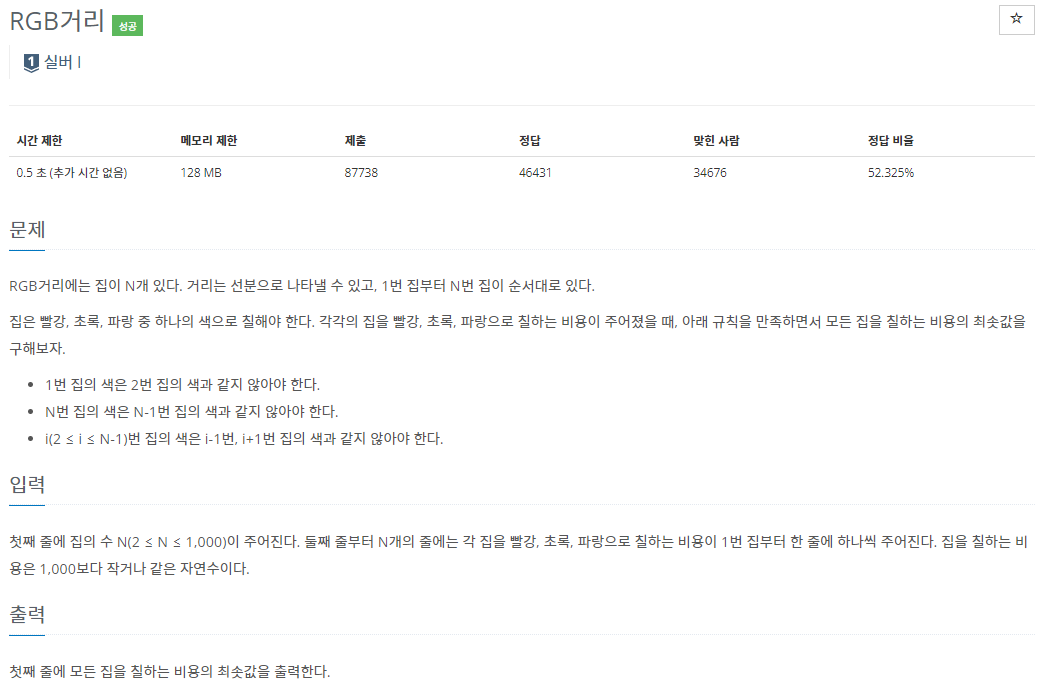 RGB거리 성공
☆
1 실버 I
시간 제한 메모리 제한 제출 정답 맞힌 사람 정답 비율
0.5 초 (추가 시간 없음) 128 MB 87738 46431 34676 52.325%
문제
RGB거리에는 집이 N개 있다. 거리는 선분으로 나타낼 수 있고, 1번 집부터 N번 집이 순서대로 있다.
집은 빨강, 초록, 파랑 중 하나의 색으로 칠해야 한다. 각각의 집을 빨강, 초록, 파랑으로 칠하는 비용이 주어졌을 때, 아래 규칙을 만족하면서 모든 집을 칠하는 비용의 최솟값을
구해보자.
• 1번 집의 색은 2번 집의 색과 같지 않아야 한다.
• N번 집의 색은 N-1번 집의 색과 같지 않아야 한다.
• i(2 ≤ i ≤ N-1)번 집의 색은 i-1번, i+1번 집의 색과 같지 않아야 한다.
입력
첫째 줄에 집의 수 N(2 ≤ N ≤ 1,000)이 주어진다. 둘째 줄부터 N개의 줄에는 각 집을 빨강, 초록, 파랑으로 칠하는 비용이 1번 집부터 한 줄에 하나씩 주어진다. 집을 칠하는 비
용은 1,000보다 작거나 같은 자연수이다.
출력
첫째 줄에 모든 집을 칠하는 비용의 최솟값을 출력한다.